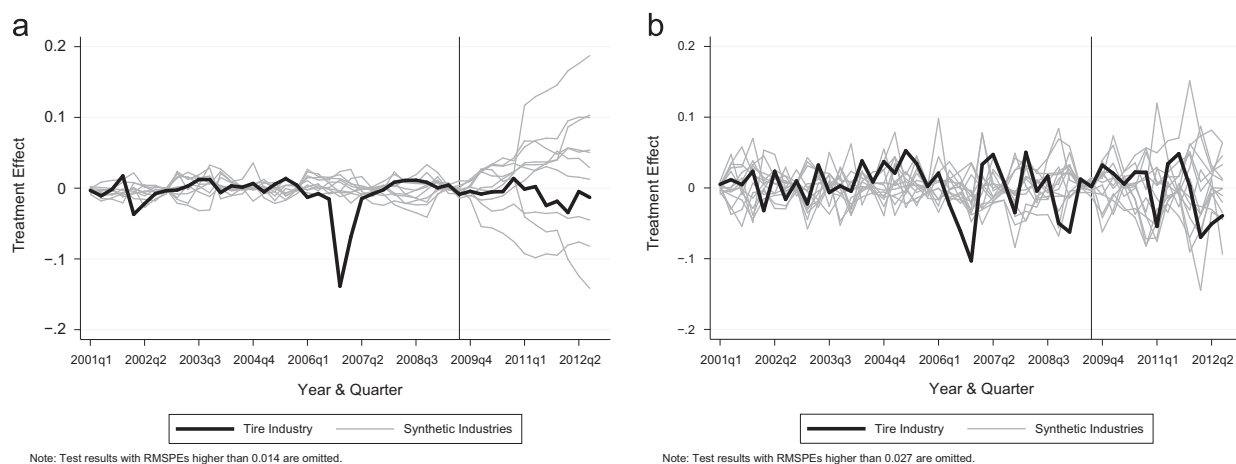 a
0.2
0.1
0
−.1
−.2
Treatment Effect
2001q1 2002q2 2003q3 2004q4 2006q1 2007q2 2008q3 2009q4 2011q1 2012q2
Year & Quarter
Tire Industry Synthetic Industries
Note: Test results with RMSPEs higher than 0.014 are omitted.
b
0.2
0.1
0
−.1
−.2
Treatment Effect
2001q1 2002q2 2003q3 2004q4 2006q1 2007q2 2008q3 2009q4 2011q1 2012q2
Year & Quarter
Tire Industry Synthetic Industries
Note: Test results with RMSPEs higher than 0.027 are omitted.